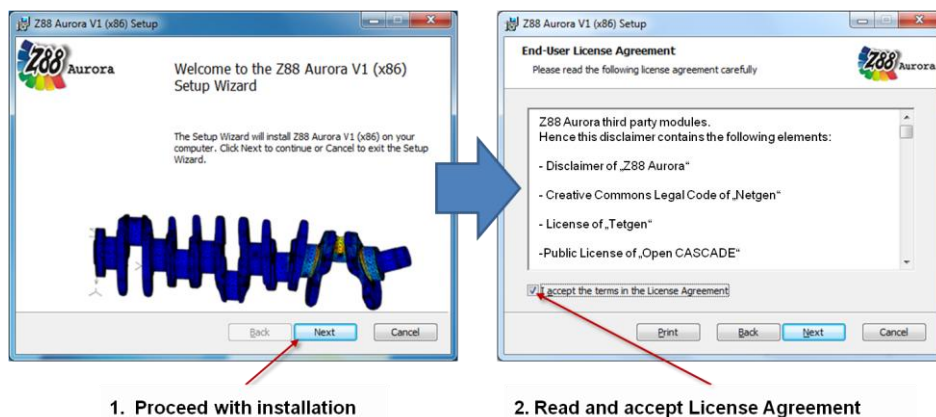 Z88 Aurora V1 (x86) Setup
Z88 Aurora
Welcome to the Z88 Aurora V1 (x86)
Setup Wizard
The Setup Wizard will install Z88 Aurora V1 (x86) on your
computer. Click Next to continue or Cancel to exit the Setup
Wizard.
Back Next Cancel
1. Proceed with installation
Z88 Aurora V1 (x86) Setup
End-User License Agreement
Please read the following license agreement carefully
Z88 Aurora
Z88 Aurora third party modules.
Hence this disclaimer contains the following elements:
- Disclaimer of „Z88 Aurora“
- Creative Commons Legal Code of „Netgen“
- License of „Tetgen“
-Public License of „Open CASCADE“
I accept the terms in the License Agreement
Print Back Next Cancel
2. Read and accept License Agreement